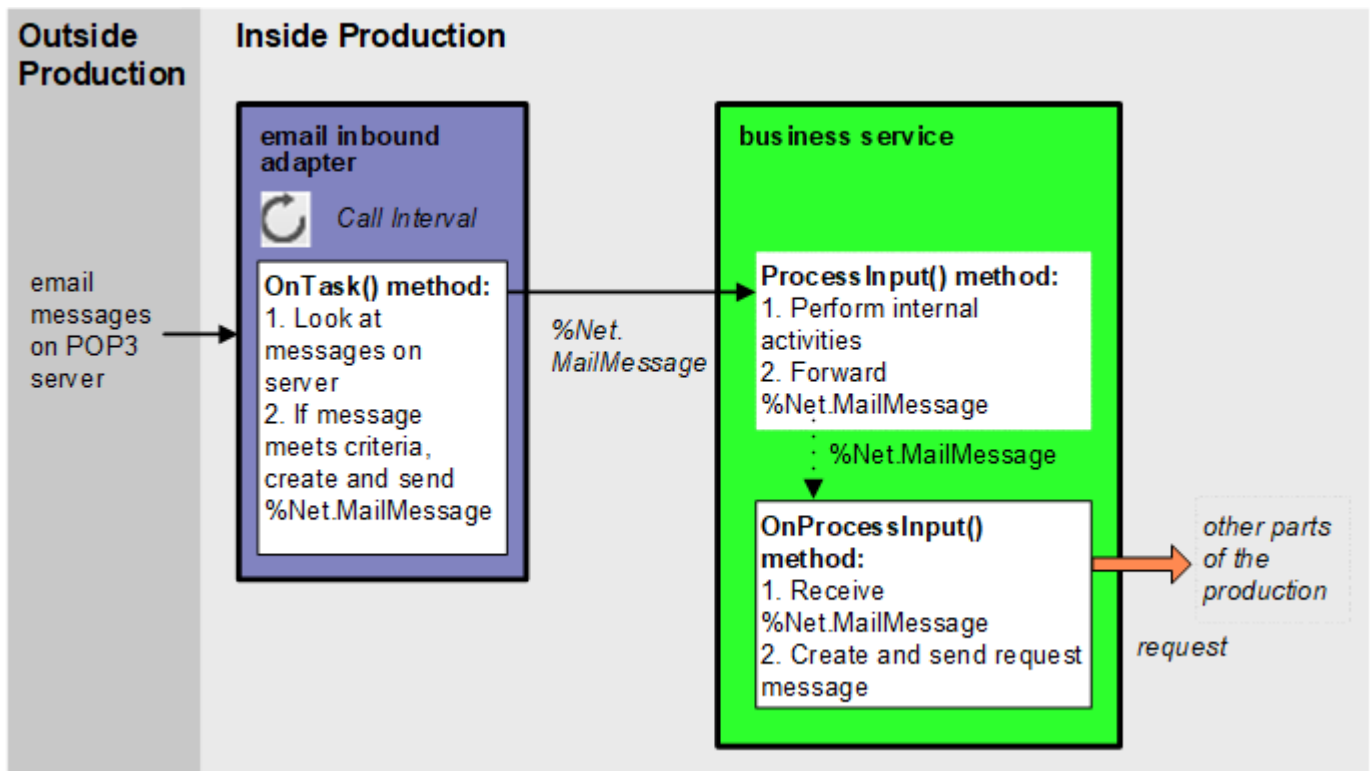 Outside
Production
Inside Production
email inbound
adapter
Call Interval
OnTask() method:
1. Look at
messages on
server
2. If message
meets criteria,
create and send
%Net.MailMessage
email
messages
on POP3
server
%Net.
MailMessage
business service
ProcessInput() method:
1. Perform internal
activities
2. Forward
%Net.MailMessage
%Net.MailMessage
OnProcessInput()
method:
1. Receive
%Net.MailMessage
2. Create and send request
message
other parts
of the
production
request